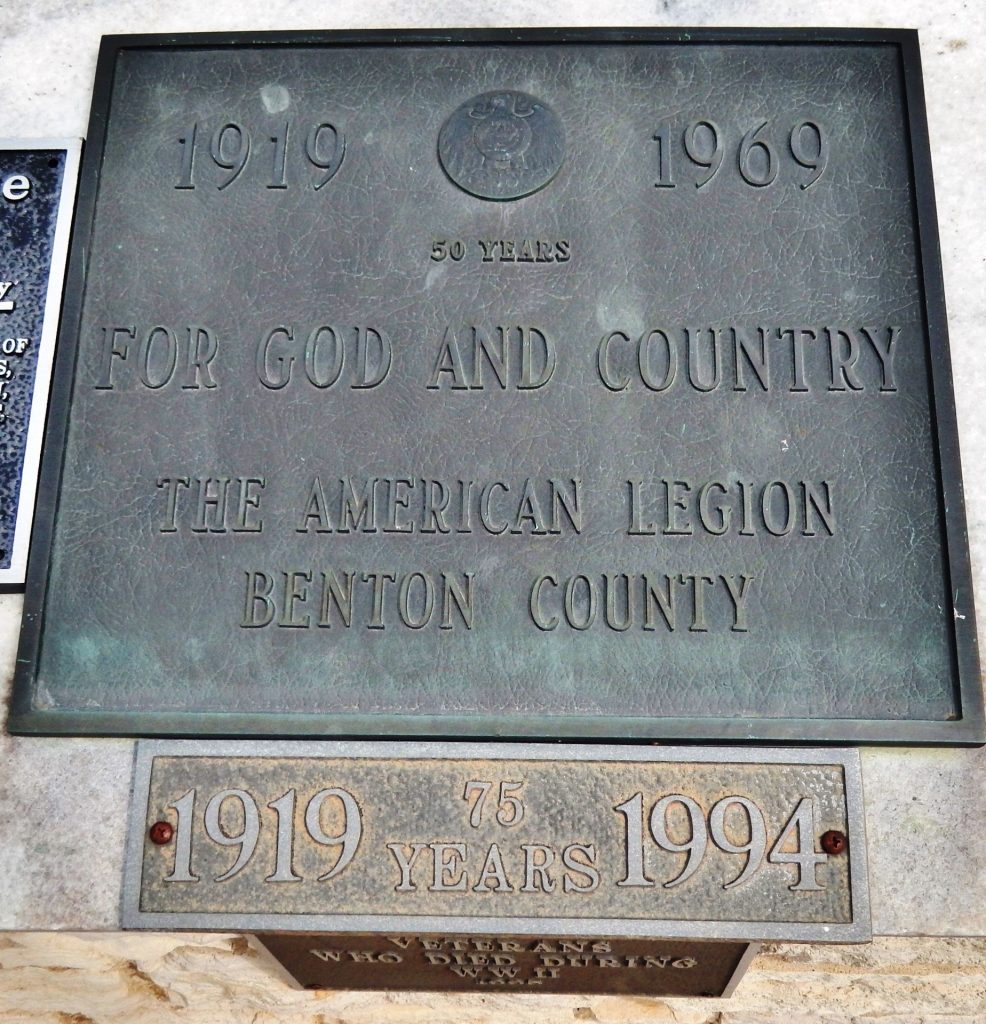 1919 1969
50 YEARS
FOR GOD AND COUNTRY
THE AMERICAN LEGION
BENTON COUNTY
1919 75 YEARS 1994
VETERANS
WHO DIED DURING
W.W. II
e
y
OF